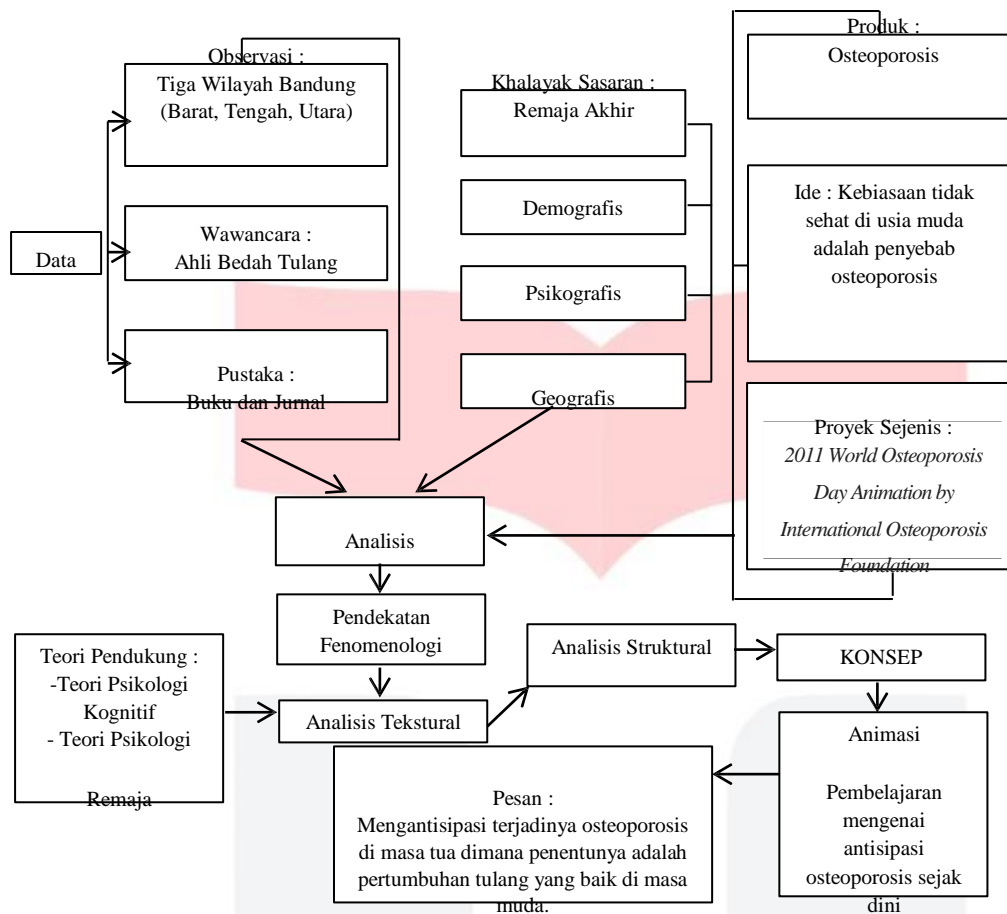 Observasi :
Tiga Wilayah Bandung
(Barat, Tengah, Utara)
Data
Wawancara :
Ahli Bedah Tulang
Pustaka :
Buku dan Jurnal
Khalayak Sasaran :
Remaja Akhir
Demografis
Psikografis
Geografis
Produk :
Osteoporosis
Ide : Kebiasaan tidak
sehat di usia muda
adalah penyebab
osteoporosis
Proyek Sejenis :
2011 World Osteoporosis
Day Animation by
International Osteoporosis
Foundation
Analisis
Pendekatan
Fenomenologi
Teori Pendukung :
-Teori Psikologi
Kognitif
- Teori Psikologi
Remaja
Analisis Tekstural
Analisis Struktural
KONSEP
Animasi
Pembelajaran
mengenai
antisipasi
osteoporosis sejak
dini
Pesan :
Mengantisipasi terjadinya osteoporosis
di masa tua dimana penentunya adalah
pertumbuhan tulang yang baik di masa
muda.